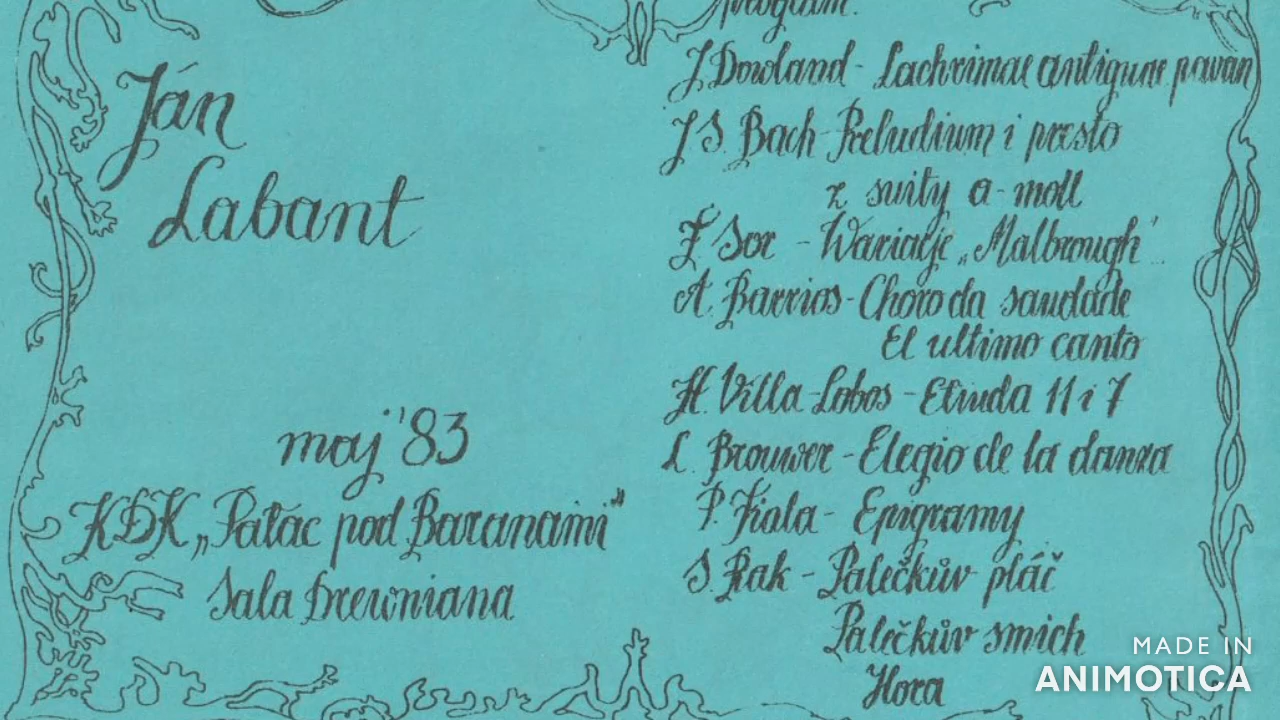 Ján
Labant
maj '83
KDK „Pałac pod Baranami"
Sala Drewniana
program:
J. Dowland - Lachrimae antiquae pavan
J. S. Bach - Preludium i presto
z suity a-moll
F. Sor - Wariacje „Malbrough"
A. Barrios - Choro da saudade
El ultimo canto
H. Villa-Lobos - Etiuda 11 i 7
L. Brouwer - Elegio de la danza
P. Fiala - Epigramy
S. Rak - Palečkův pláč
Palečkův smich
Hora
MADE IN
ANIMOTICA